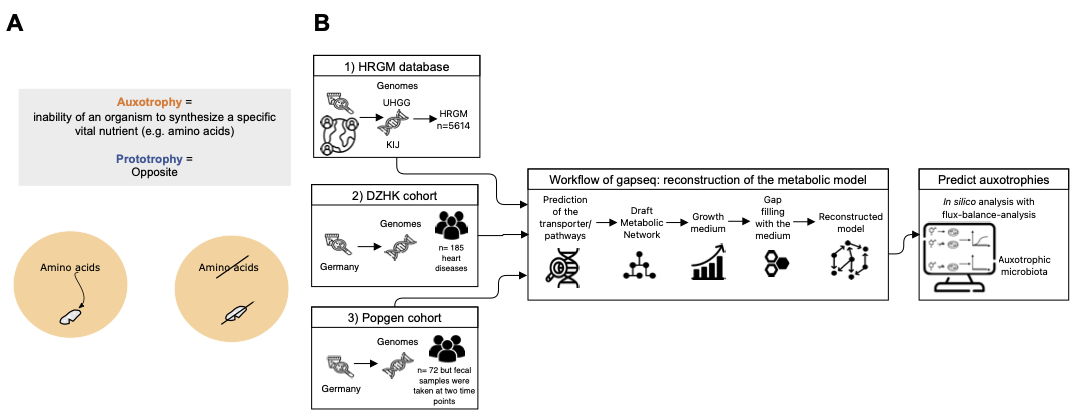 A
Auxotrophy =
inability of an organism to synthesize a specific
vital nutrient (e.g. amino acids)
Prototrophy =
Opposite
Amino acids
Amino acids
B
1) HRGM database
Genomes
UHGG
KIJ
HRGM
n=5614
2) DZHK cohort
Genomes
Germany
n= 185
heart
diseases
3) Popgen cohort
Genomes
Germany
n= 72 but fecal
samples were
taken at two time
points
Workflow of gapseq: reconstruction of the metabolic model
Prediction
of the
transporter/
pathways
Draft
Metabolic
Network
Growth
medium
Gap
filling
with the
medium
Reconstructed
model
Predict auxotrophies
In silico analysis with
flux-balance-analysis
Auxotrophic
microbiota